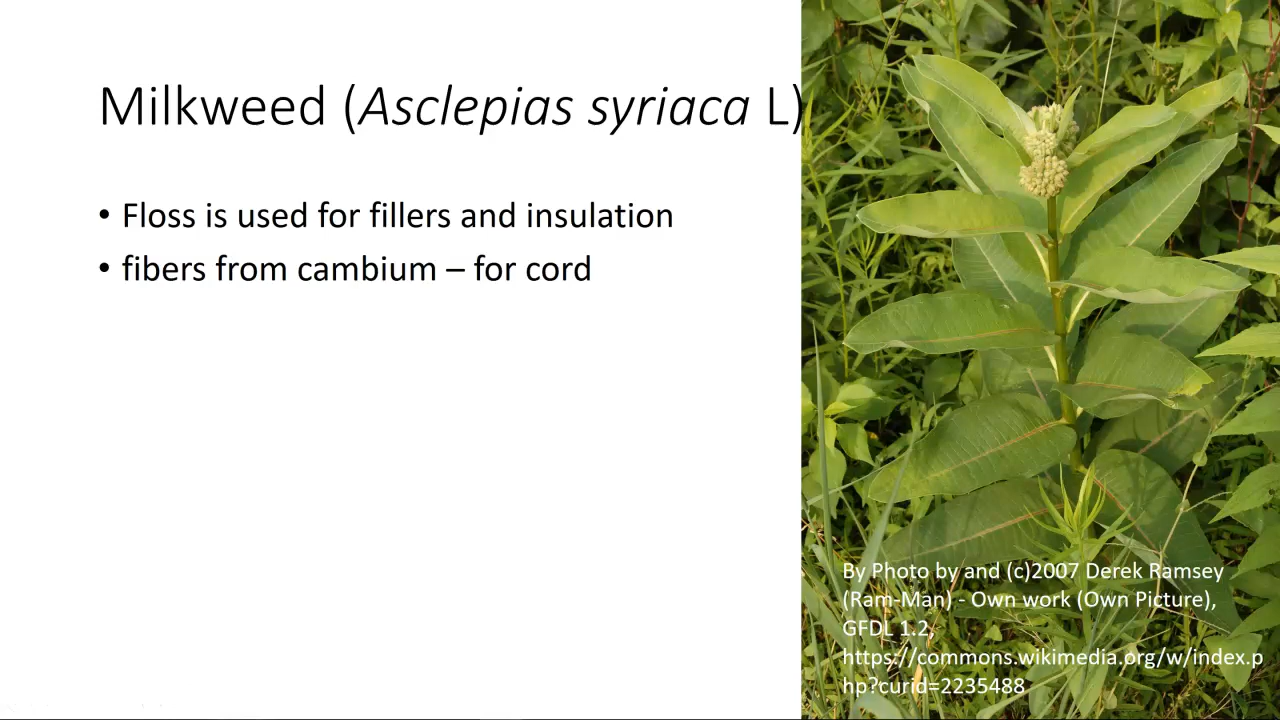 Milkweed (Asclepias syriaca L)
• Floss is used for fillers and insulation
• fibers from cambium – for cord
By Photo by and (c)2007 Derek Ramsey
(Ram-Man) - Own work (Own Picture),
GFDL 1.2,
https://commons.wikimedia.org/w/index.p
hp?curid=2235488